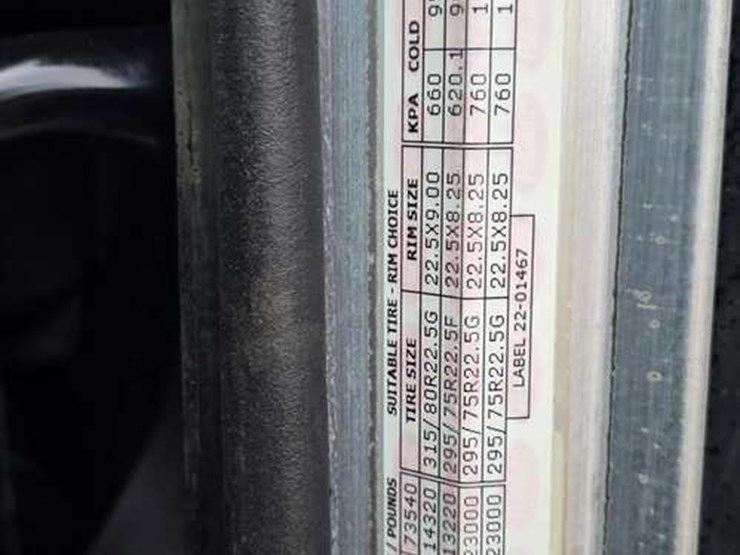 / POUNDS SUITABLE TIRE - RIM CHOICE
73540 TIRE SIZE RIM SIZE KPA COLD
14320 315/80R22.5G 22.5X9.00 660
13220 295/75R22.5F 22.5X8.25 620.1
23000 295/75R22.5G 22.5X8.25 760
23000 295/75R22.5G 22.5X8.25 760
LABEL 22-01467